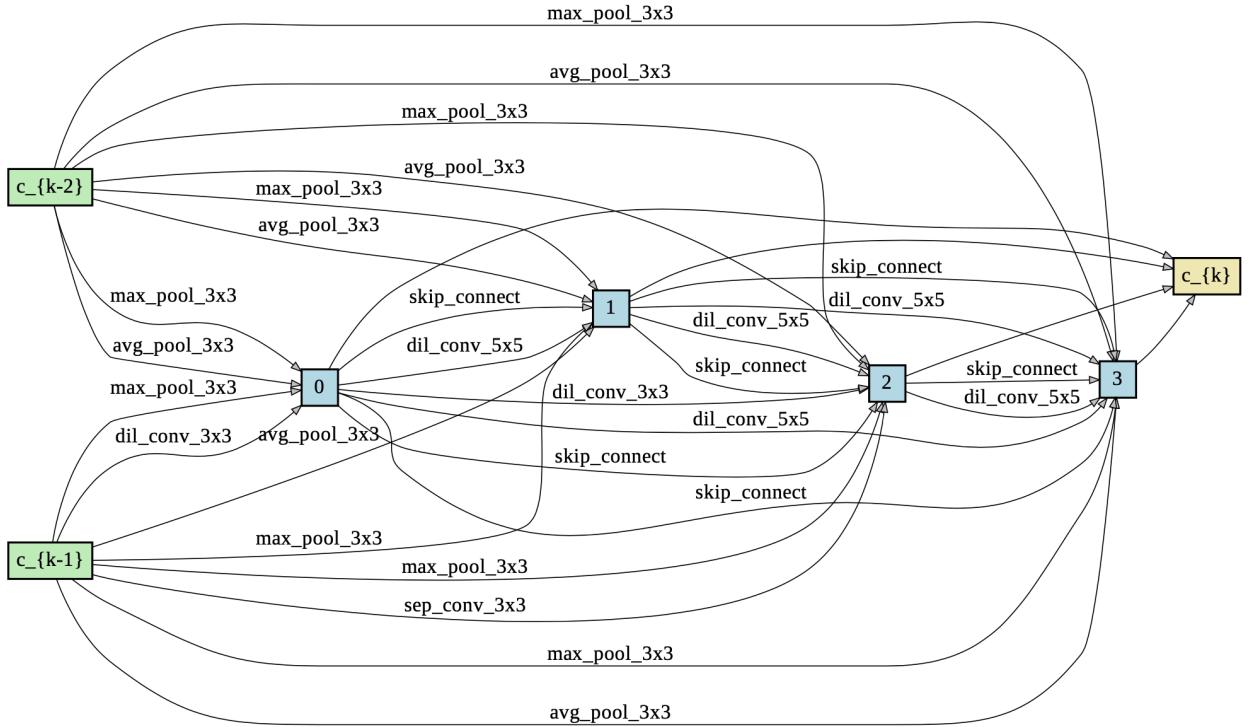 max_pool_3x3
avg_pool_3x3
max_pool_3x3
avg_pool_3x3
c_{k-2}
max_pool_3x3
avg_pool_3x3
skip_connect
c_{k}
max_pool_3x3
skip_connect
1
dil_conv_5x5
dil_conv_5x5
avg_pool_3x3
dil_conv_5x5
skip_connect
skip_connect
3
max_pool_3x3
0
dil_conv_3x3
2
dil_conv_5x5
dil_conv_3x3
avg_pool_3x3
dil_conv_5x5
skip_connect
skip_connect
max_pool_3x3
c_{k-1}
max_pool_3x3
sep_conv_3x3
max_pool_3x3
avg_pool_3x3